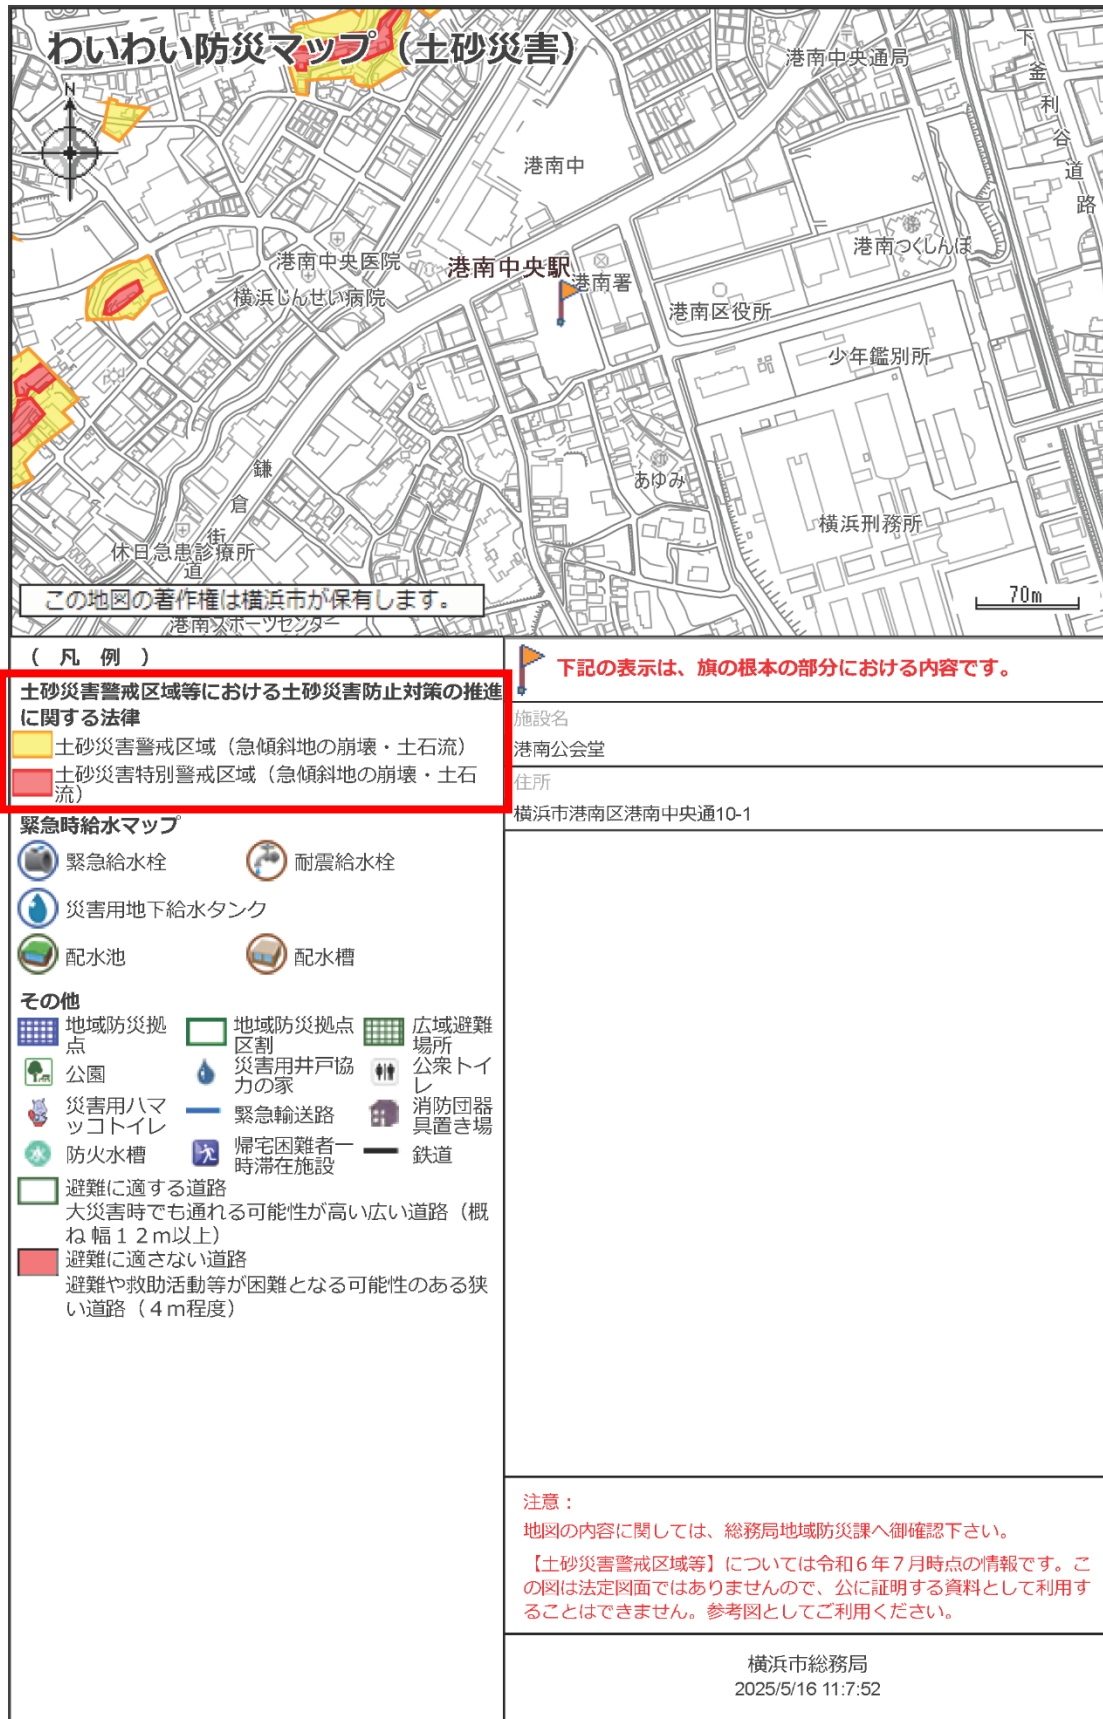 わいわい防災マップ（土砂災害）
N
港南中央通局
下釜利谷道路
港南中
港南つくしんぼ
港南中央医院
港南中央駅
港南署
横浜じんせい病院
港南区役所
少年鑑別所
あゆみ
鎌倉街道
横浜刑務所
休日急患診療所
この地図の著作権は横浜市が保有します。
70m
港南スポーツセンター
（ 凡 例 ）
土砂災害警戒区域等における土砂災害防止対策の推進
に関する法律
土砂災害警戒区域（急傾斜地の崩壊・土石流）
土砂災害特別警戒区域（急傾斜地の崩壊・土石
流）
緊急時給水マップ
緊急給水栓 耐震給水栓
災害用地下給水タンク
配水池 配水槽
その他
地域防災拠
点
地域防災拠点
区割
広域避難
場所
公園
災害用井戸協
力の家
公衆トイ
レ
災害用ハマ
ッコトイレ
緊急輸送路
消防団器
具置き場
防火水槽
帰宅困難者一
時滞在施設
鉄道
避難に適する道路
大災害時でも通れる可能性が高い広い道路（概
ね 幅１２ｍ以上）
避難に適さない道路
避難や救助活動等が困難となる可能性のある狭
い道路（４ｍ程度）
下記の表示は、旗の根本の部分における内容です。
施設名
港南公会堂
住所
横浜市港南区港南中央通10-1
注意：
地図の内容に関しては、総務局地域防災課へ御確認下さい。
【土砂災害警戒区域等】については令和６年７月時点の情報です。こ
の図は法定図面ではありませんので、公に証明する資料として利用す
ることはできません。参考図としてご利用ください。
横浜市総務局
2025/5/16 11:7:52